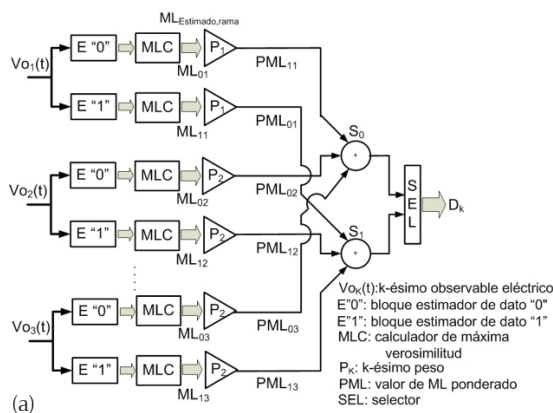 ML Estimado,rama
Vo1(t)
E "0"
MLC
P1
ML01
PML11
E "1"
MLC
P1
ML11
PML01
S0
+
Vo2(t)
E "0"
MLC
P2
ML02
PML02
E "1"
MLC
P2
ML12
PML12
S1
+
SEL
Dk
Vo3(t)
E "0"
MLC
P2
ML03
PML03
E "1"
MLC
P2
ML13
PML13
VoK(t):k-ésimo observable eléctrico
E"0": bloque estimador de dato "0"
E"1": bloque estimador de dato "1"
MLC: calculador de máxima
verosimilitud
PK: k-ésimo peso
PML: valor de ML ponderado
SEL: selector
(a)